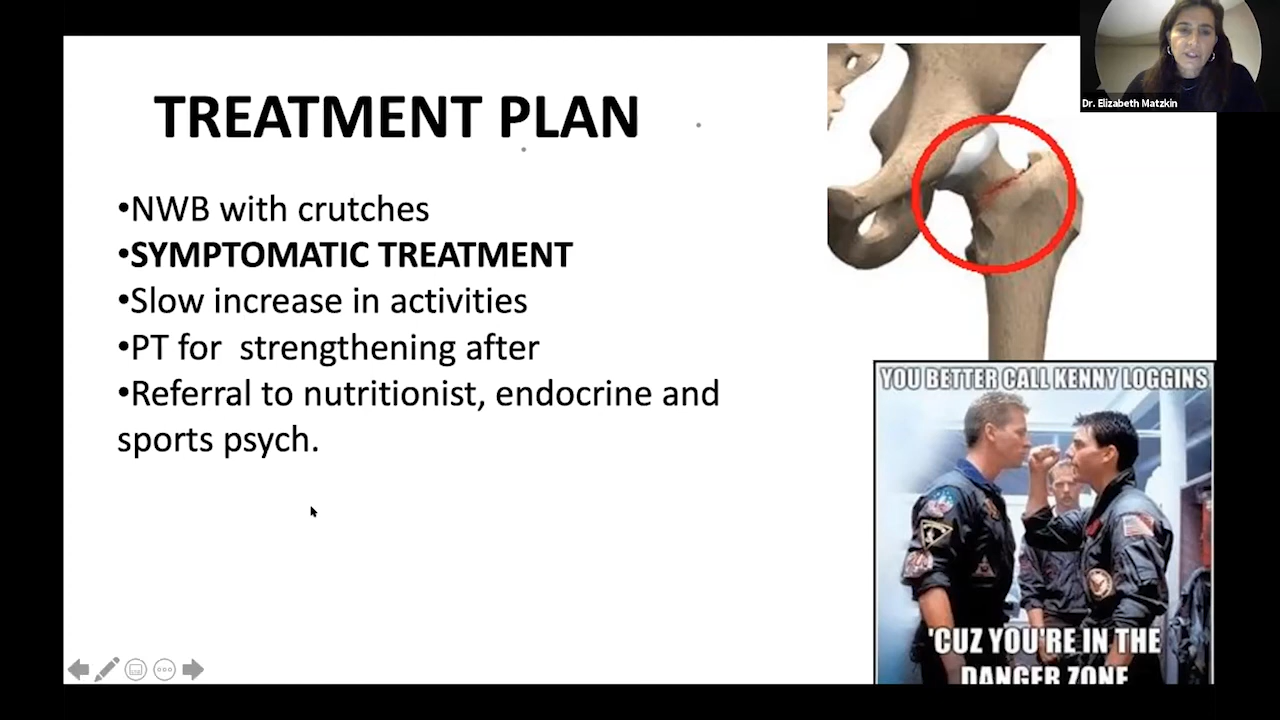 Dr. Elizabeth Matzkin
TREATMENT PLAN
•NWB with crutches
•SYMPTOMATIC TREATMENT
•Slow increase in activities
•PT for  strengthening after
•Referral to nutritionist, endocrine and
sports psych.
YOU BETTER CALL KENNY LOGGINS
'CUZ YOU'RE IN THE
DANGER ZONE